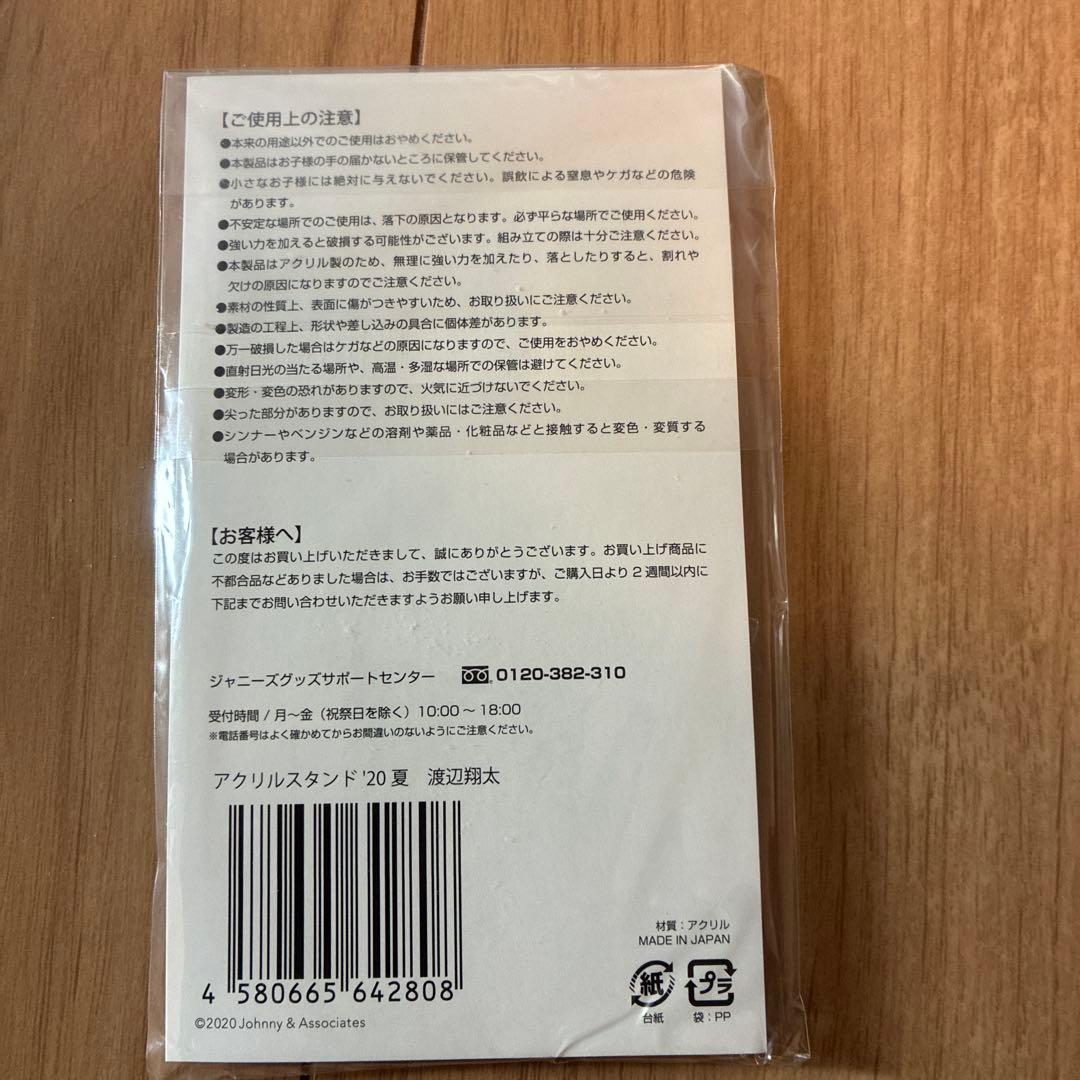 【ご使用上の注意】
●本来の用途以外でのご使用はおやめください。
●本製品はお子様の手の届かないところに保管してください。
●小さなお子様には絶対に与えないでください。誤飲による窒息やケガなどの危険
があります。
●不安定な場所でのご使用は、落下の原因となります。必ず平らな場所でご使用ください。
●強い力を加えると破損する可能性がございます。組み立ての際は十分ご注意ください。
●本製品はアクリル製のため、無理に強い力を加えたり、落としたりすると、割れや
欠けの原因になりますのでご注意ください。
●素材の性質上、表面に傷がつきやすいため、お取り扱いにご注意ください。
●製造の工程上、形状や差し込みの具合に個体差があります。
●万一破損した場合はケガなどの原因になりますので、ご使用をおやめください。
●直射日光の当たる場所や、高温・多湿な場所での保管は避けてください。
●変形・変色の恐れがありますので、火気に近づけないでください。
●尖った部分がありますので、お取り扱いにはご注意ください。
●シンナーやベンジンなどの溶剤や薬品・化粧品などと接触すると変色・変質する
場合があります。
【お客様へ】
この度はお買い上げいただきまして、誠にありがとうございます。お買い上げ商品に
不都合品などありました場合は、お手数ではございますが、ご購入日より2週間以内に
下記までお問い合わせいただきますようお願い申し上げます。
ジャニーズグッズサポートセンター 0120-382-310
受付時間 / 月〜金（祝祭日を除く）10:00 〜 18:00
※電話番号はよく確かめてからお間違いのないようにご注意ください。
アクリルスタンド '20 夏 渡辺翔太
4 580665 642808
©2020 Johnny & Associates
材質：アクリル
MADE IN JAPAN
紙 プラ
台紙 袋：PP